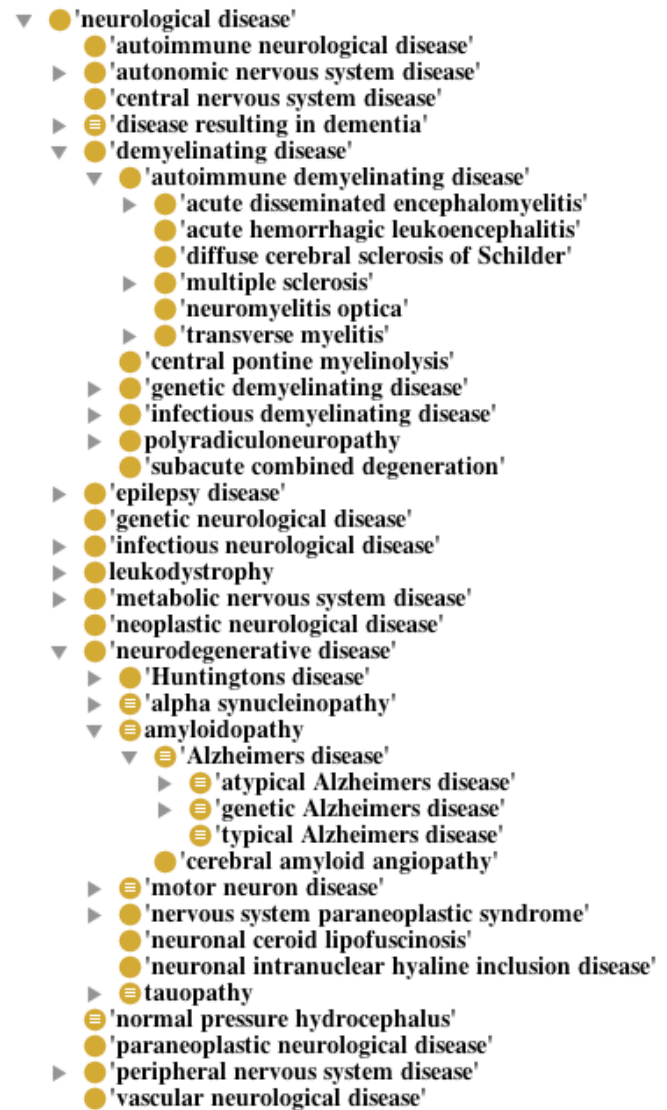 'neurological disease'
'autoimmune neurological disease'
'autonomic nervous system disease'
'central nervous system disease'
'disease resulting in dementia'
'demyelinating disease'
'autoimmune demyelinating disease'
'acute disseminated encephalomyelitis'
'acute hemorrhagic leukoencephalitis'
'diffuse cerebral sclerosis of Schilder'
'multiple sclerosis'
'neuromyelitis optica'
'transverse myelitis'
'central pontine myelinolysis'
'genetic demyelinating disease'
'infectious demyelinating disease'
polyradiculoneuropathy
'subacute combined degeneration'
'epilepsy disease'
'genetic neurological disease'
'infectious neurological disease'
leukodystrophy
'metabolic nervous system disease'
'neoplastic neurological disease'
'neurodegenerative disease'
'Huntingtons disease'
'alpha synucleinopathy'
amyloidopathy
'Alzheimers disease'
'atypical Alzheimers disease'
'genetic Alzheimers disease'
'typical Alzheimers disease'
'cerebral amyloid angiopathy'
'motor neuron disease'
'nervous system paraneoplastic syndrome'
'neuronal ceroid lipofuscinosis'
'neuronal intranuclear hyaline inclusion disease'
tauopathy
'normal pressure hydrocephalus'
'paraneoplastic neurological disease'
'peripheral nervous system disease'
'vascular neurological disease'